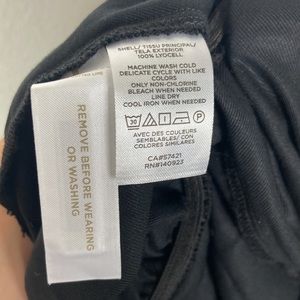 SHELL/ TISSU PRINCIPAL/
TELA EXTERIOR
100% LYOCELL
MACHINE WASH COLD
DELICATE CYCLE WITH LIKE
COLORS
ONLY NON-CHLORINE
BLEACH WHEN NEEDED
LINE DRY
COOL IRON WHEN NEEDED
30
P
AVEC DES COULEURS
SEMBLABLES/ CON
COLORES SIMILARES
CA#57421
RN#140923
REMOVE BEFORE WEARING
OR WASHING